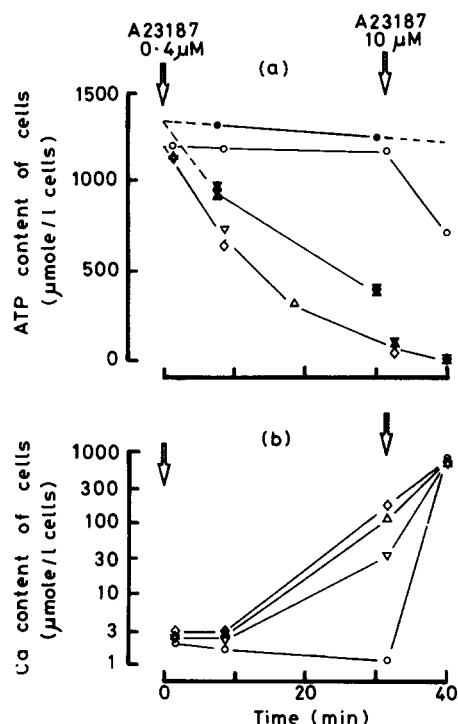 A23187
0·4µM
A23187
10 µM
(a)
ATP content of cells
(µmole/l cells)
1500
1000
500
0
(b)
Ca content of cells
(µmole/l cells)
1000
300
100
30
10
3
1
0
20
40
Time (min)